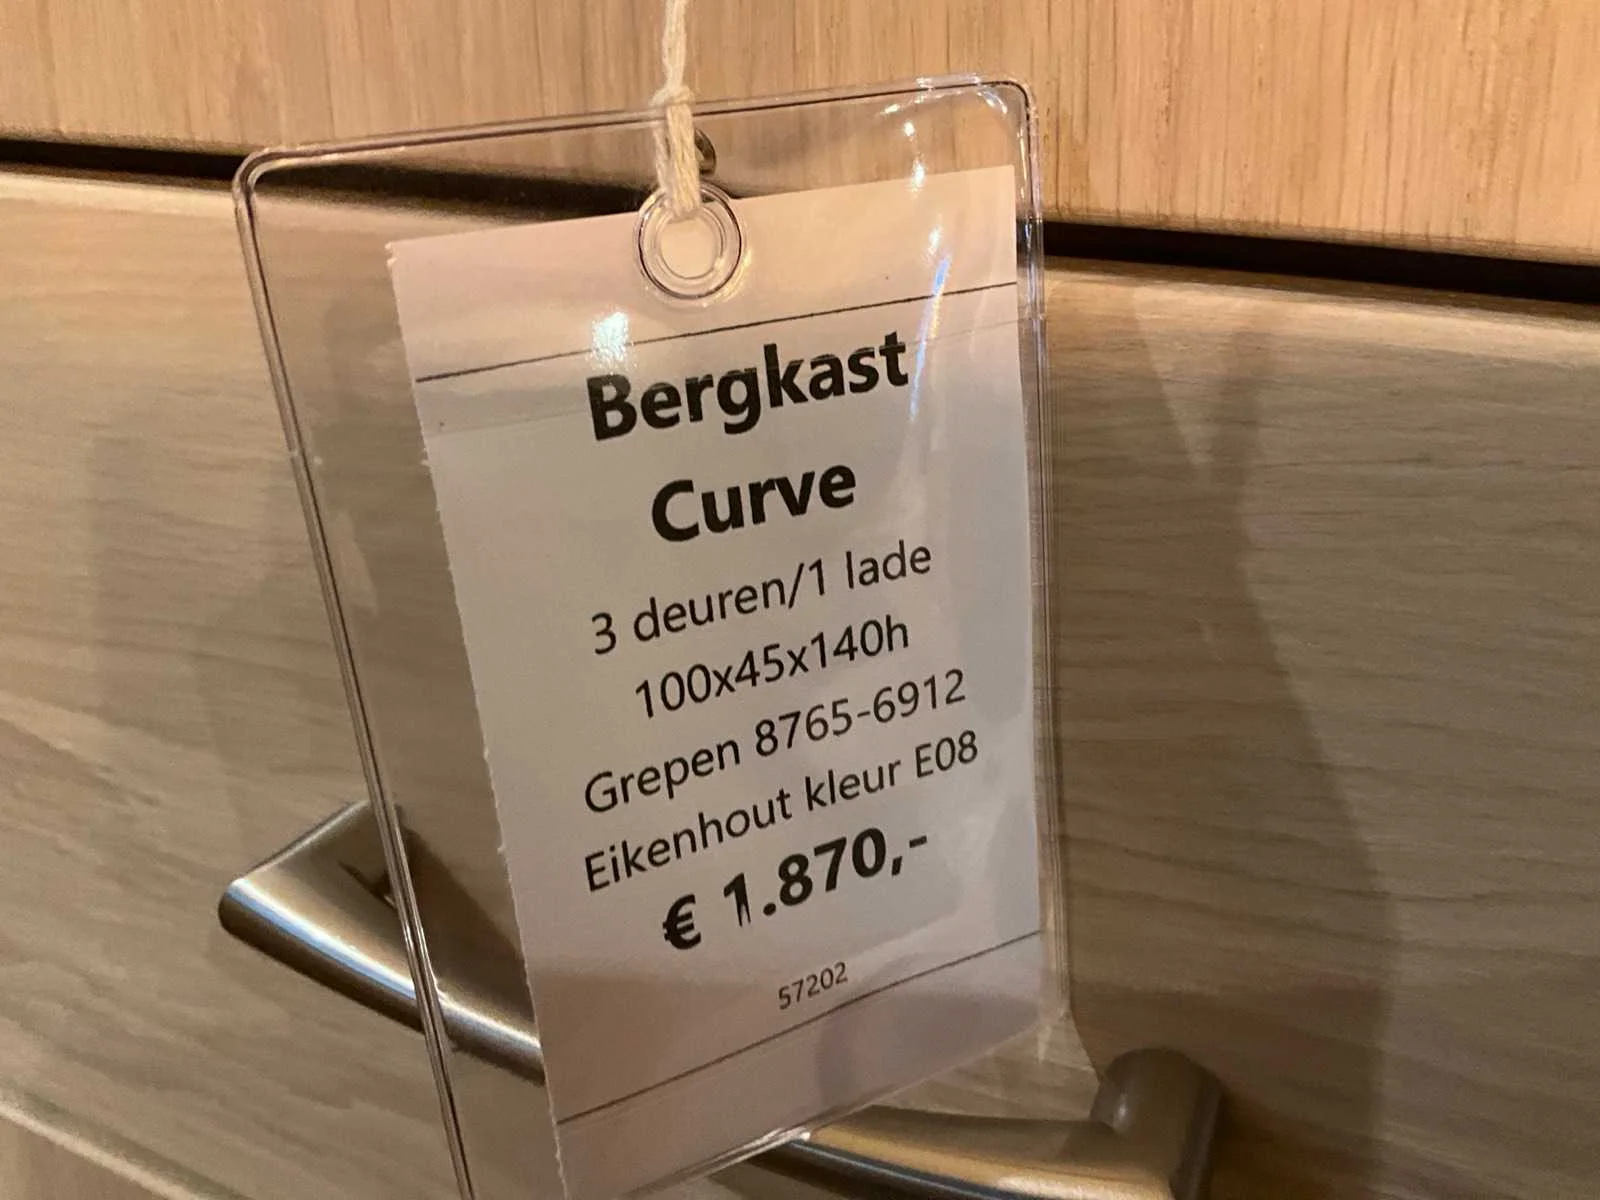 Bergkast
Curve
3 deuren/1 lade
100x45x140h
Grepen 8765-6912
Eikenhout kleur E08
€ 1.870,-
57202